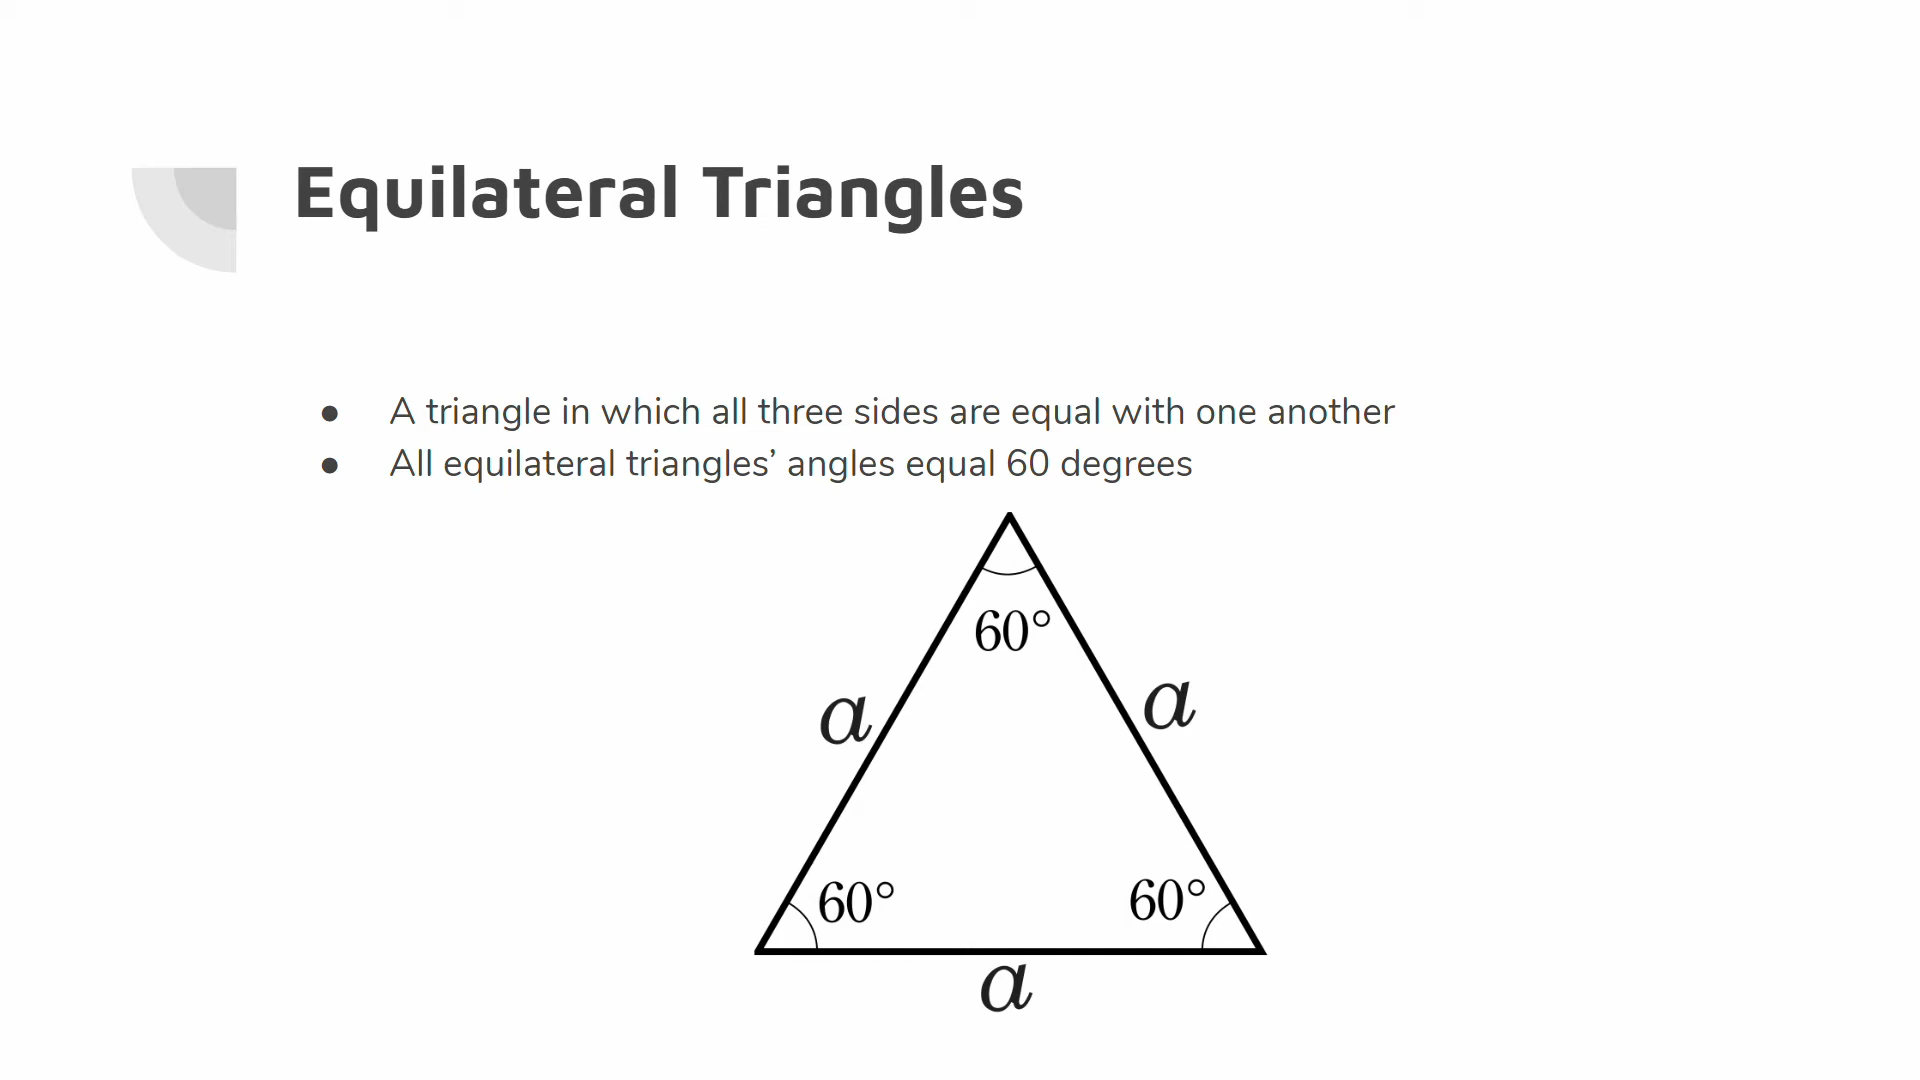 Equilateral Triangles
● A triangle in which all three sides are equal with one another
● All equilateral triangles’ angles equal 60 degrees
60°
a
a
60°
60°
a